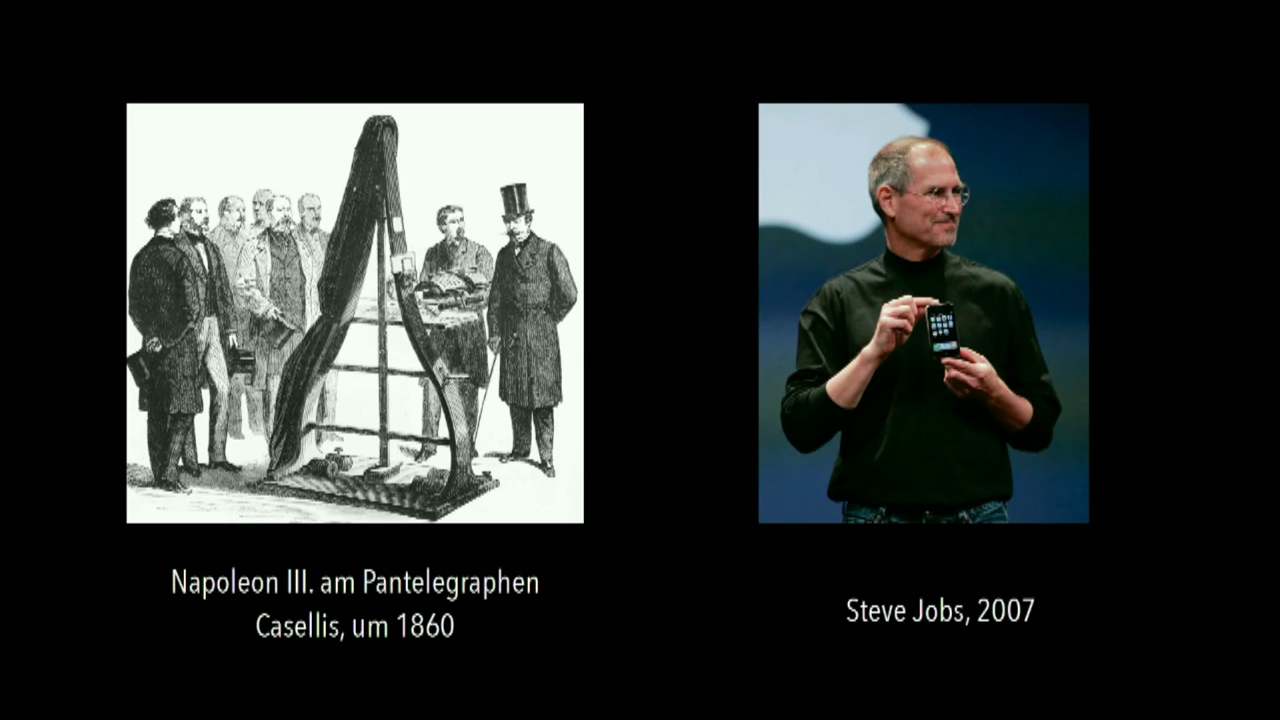 Napoleon III. am Pantelegraphen
Casellis, um 1860
Steve Jobs, 2007